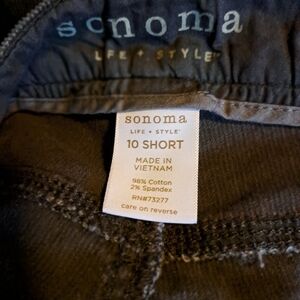 sonoma
LIFE + STYLE™
sonoma
LIFE + STYLE®
10 SHORT
MADE IN
VIETNAM
98% Cotton
2% Spandex
RN#73277
care on reverse